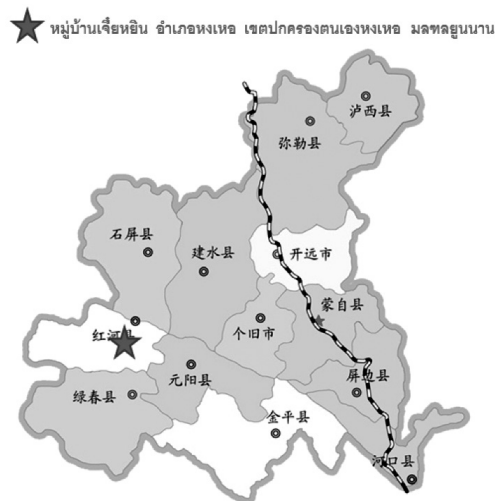 หมู่บ้านเจี๋ยหยิน อำเภอหงเหอ เขตปกครองตนเองหงเหอ มลฑลยูนนาน
泸西县
弥勒县
石屏县
建水县
开远市
蒙自县
红河县
个旧市
元阳县
屏边县
绿春县
金平县
河口县